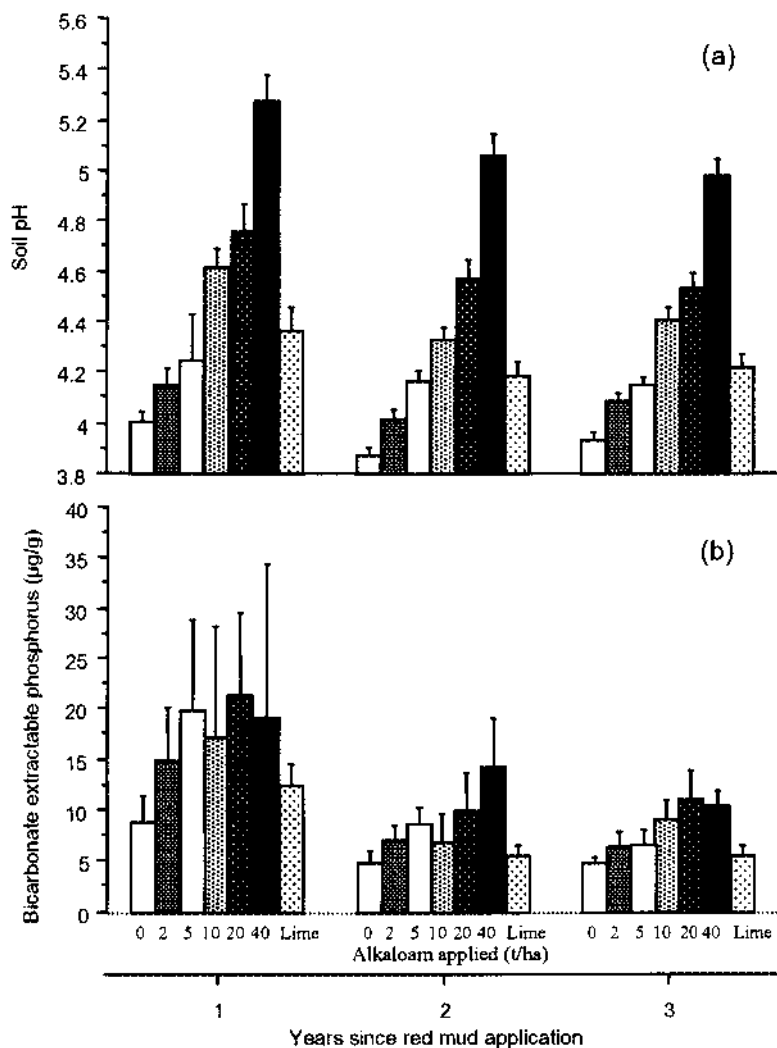 5.6
5.4
5.2
5
4.8
4.6
4.4
4.2
4
3.8
Soil pH
(a)
40
35
30
25
20
15
10
5
0
Bicarbonate extractable phosphorus (µg/g)
(b)
0 2 5 10 20 40 Lime 0 2 5 10 20 40 Lime 0 2 5 10 20 40 Lime
Alkaloam applied (t/ha)
1 2 3
Years since red mud application